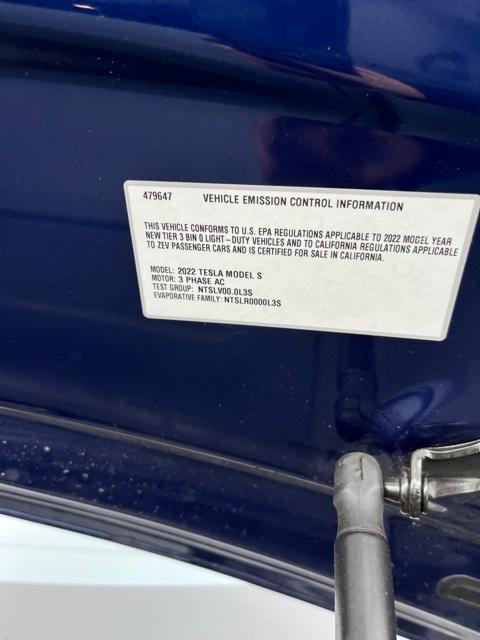 479647 VEHICLE EMISSION CONTROL INFORMATION
THIS VEHICLE CONFORMS TO U.S. EPA REGULATIONS APPLICABLE TO 2022 MODEL YEAR
NEW TIER 3 BIN 0 LIGHT-DUTY VEHICLES AND TO CALIFORNIA REGULATIONS APPLICABLE
TO ZEV PASSENGER CARS AND IS CERTIFIED FOR SALE IN CALIFORNIA.
MODEL: 2022 TESLA MODEL S
MOTOR: 3 PHASE AC
TEST GROUP: NTSLV00.0L3S
EVAPORATIVE FAMILY: NTSLR0000L3S